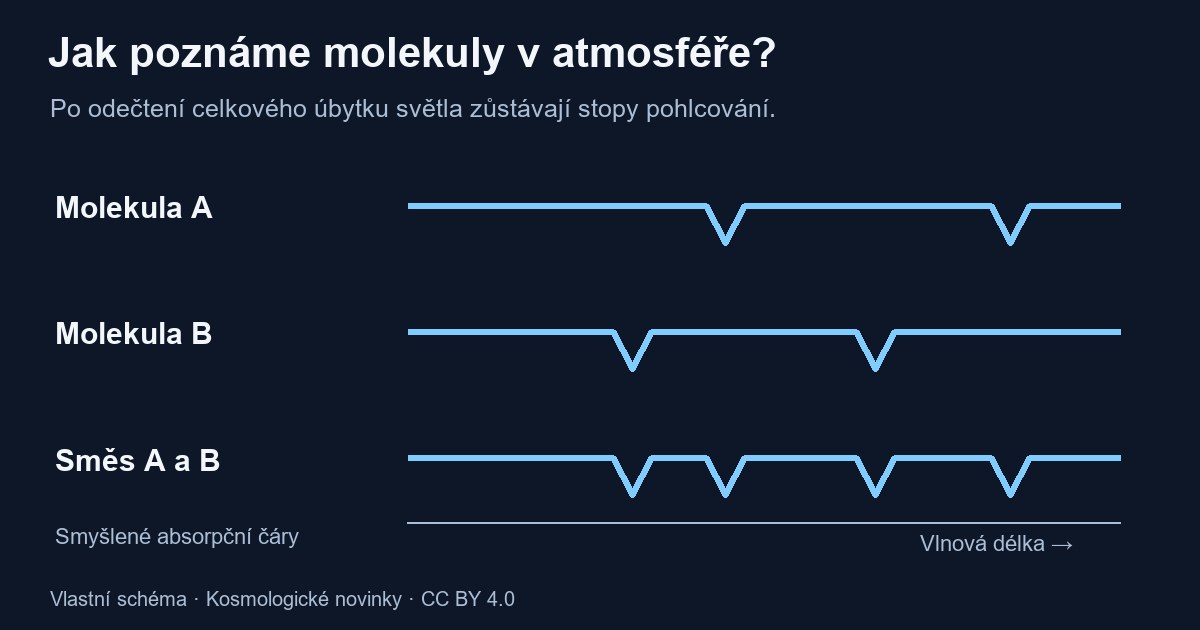 Jak poznáme molekuly v atmosféře?
Po odečtení celkového úbytku světla zůstávají stopy pohlcování.
Molekula A
Molekula B
Směs A a B
Smyšlené absorpční čáry
Vlnová délka →
Vlastní schéma · Kosmologické novinky · CC BY 4.0